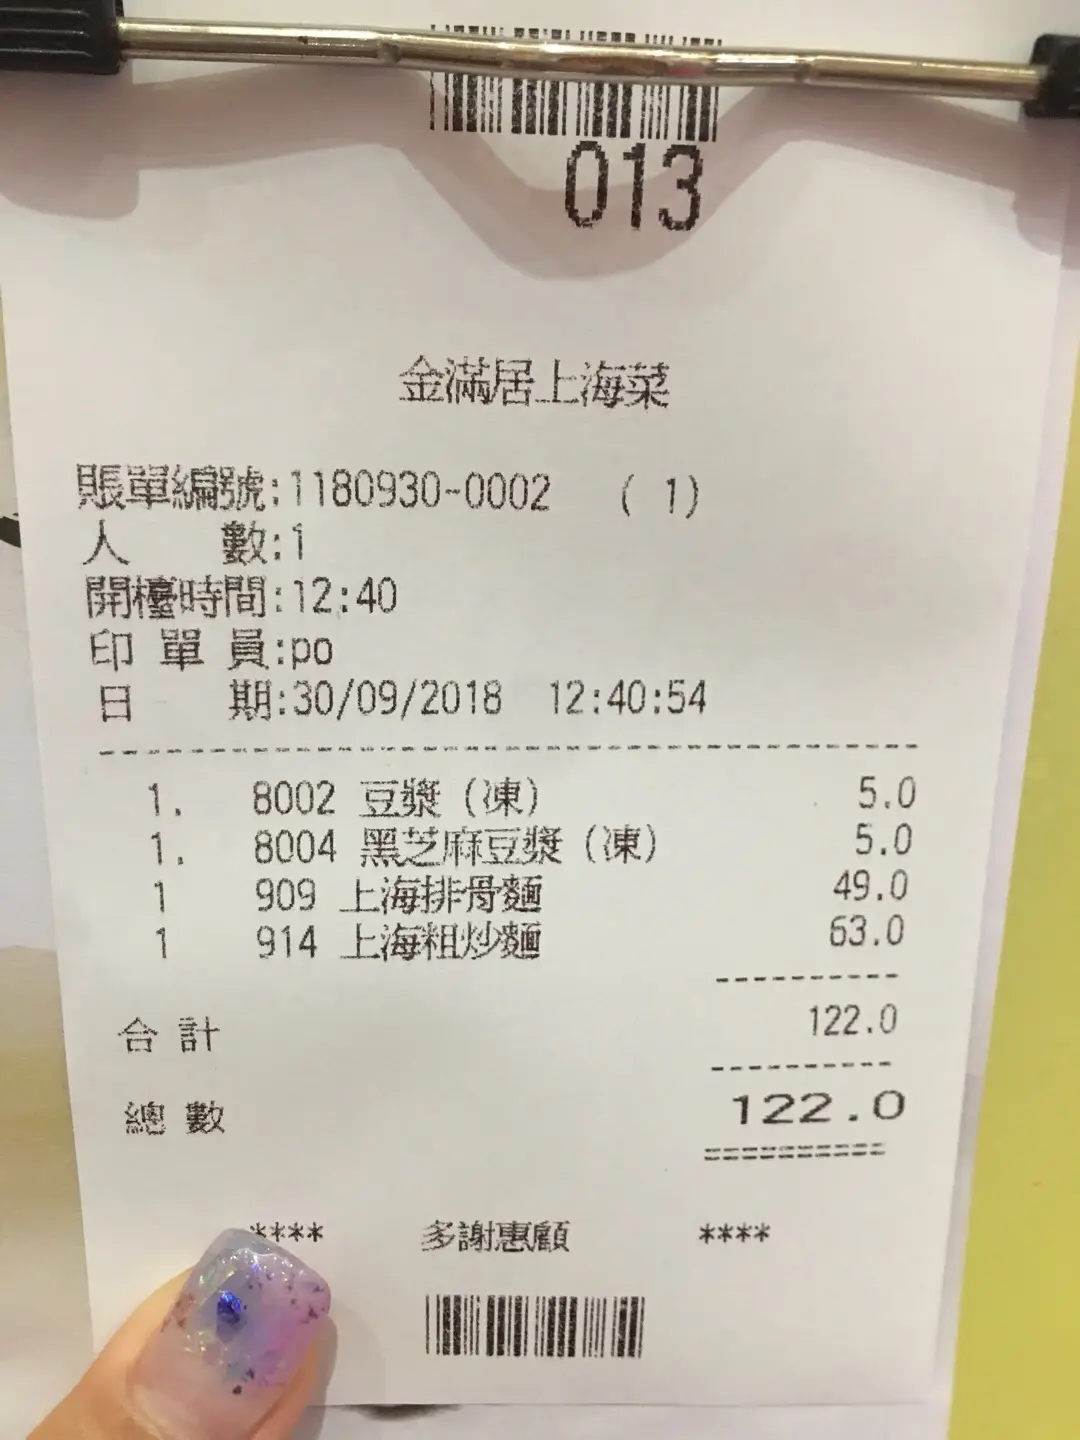 013
金滿居上海菜
賬單編號:1180930-0002 ( 1)
人 數:1
開檯時間:12:40
印 單 員:po
日 期:30/09/2018 12:40:54
1. 8002 豆漿(凍) 5.0
1. 8004 黑芝麻豆漿(凍) 5.0
1 909 上海排骨麵 49.0
1 914 上海粗炒麵 63.0
合 計 122.0
總 數 122.0
**** 多謝惠顧 ****